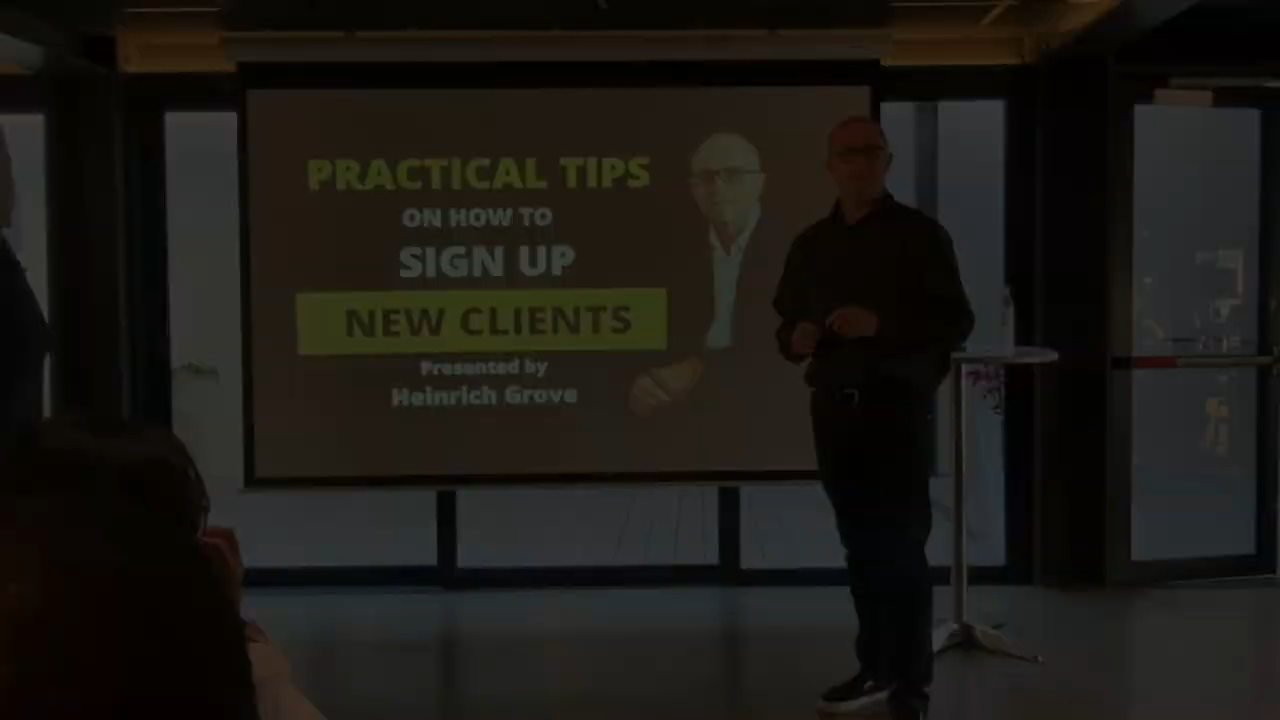 PRACTICAL TIPS
ON HOW TO
SIGN UP
NEW CLIENTS
Presented by
Heinrich Grove